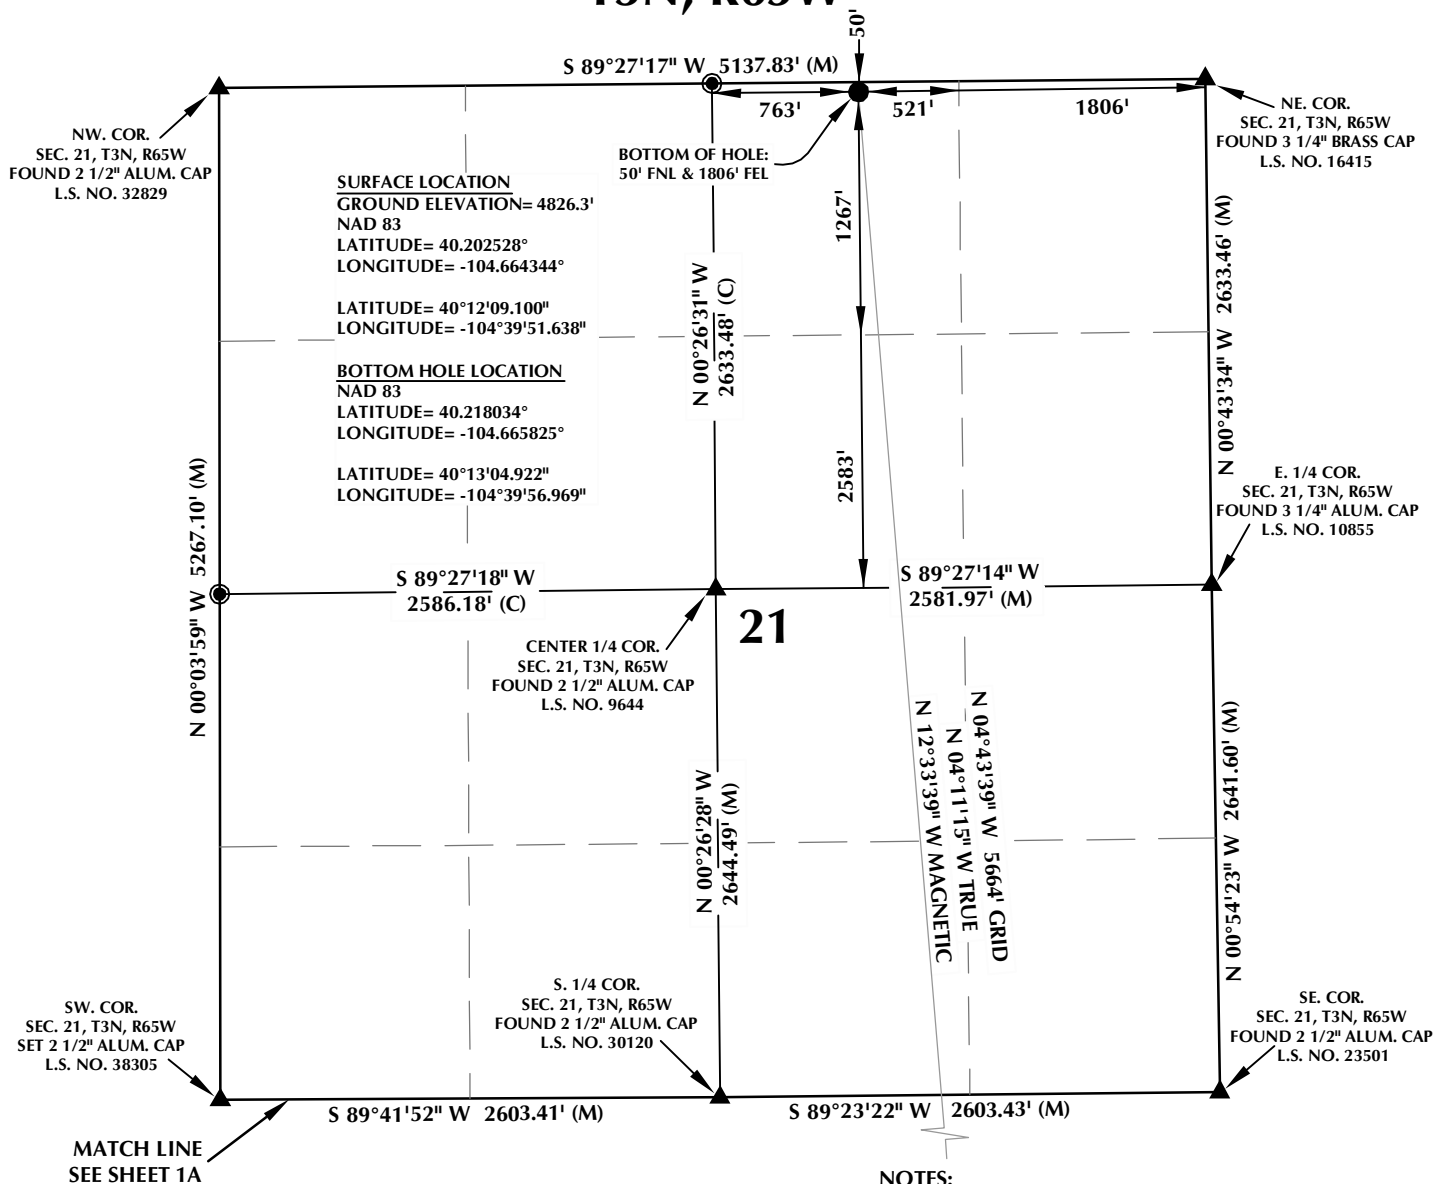 T3N, R65W
50'
S 89°27'17" W 5137.83' (M)
763'
521'
1806'
NW. COR.
SEC. 21, T3N, R65W
FOUND 2 1/2" ALUM. CAP
L.S. NO. 32829
BOTTOM OF HOLE:
50' FNL & 1806' FEL
NE. COR.
SEC. 21, T3N, R65W
FOUND 3 1/4" BRASS CAP
L.S. NO. 16415
SURFACE LOCATION
GROUND ELEVATION= 4826.3'
NAD 83
LATITUDE= 40.202528°
LONGITUDE= -104.664344°
LATITUDE= 40°12'09.100"
LONGITUDE= -104°39'51.638"
BOTTOM HOLE LOCATION
NAD 83
LATITUDE= 40.218034°
LONGITUDE= -104.665825°
LATITUDE= 40°13'04.922"
LONGITUDE= -104°39'56.969"
N 00°26'31" W
2633.48' (C)
1267'
2583'
N 00°43'34" W 2633.46' (M)
E. 1/4 COR.
SEC. 21, T3N, R65W
FOUND 3 1/4" ALUM. CAP
L.S. NO. 10855
N 00°03'59" W 5267.10' (M)
S 89°27'18" W
2586.18' (C)
S 89°27'14" W
2581.97' (M)
21
CENTER 1/4 COR.
SEC. 21, T3N, R65W
FOUND 2 1/2" ALUM. CAP
L.S. NO. 9644
N 04°43'39" W 5664' GRID
N 04°11'15" W TRUE
N 12°33'39" W MAGNETIC
N 00°26'28" W
2644.49' (M)
N 00°54'23" W 2641.60' (M)
SW. COR.
SEC. 21, T3N, R65W
SET 2 1/2" ALUM. CAP
L.S. NO. 38305
S. 1/4 COR.
SEC. 21, T3N, R65W
FOUND 2 1/2" ALUM. CAP
L.S. NO. 30120
SE. COR.
SEC. 21, T3N, R65W
FOUND 2 1/2" ALUM. CAP
L.S. NO. 23501
S 89°41'52" W 2603.41' (M)
S 89°23'22" W 2603.43' (M)
MATCH LINE
SEE SHEET 1A
NOTES: